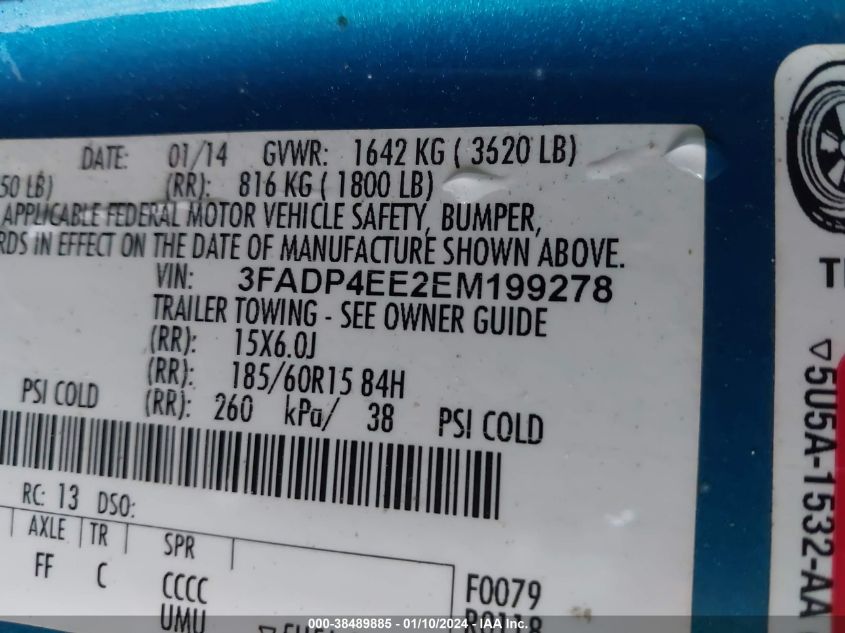 DATE: 01/14 GVWR: 1642 KG ( 3620 LB)
50 LB) (RR): 816 KG ( 1800 LB)
APPLICABLE FEDERAL MOTOR VEHICLE SAFETY, BUMPER,
RDS IN EFFECT ON THE DATE OF MANUFACTURE SHOWN ABOVE.
VIN: 3FADP4EE2EM199278
TRAILER TOWING - SEE OWNER GUIDE
(RR): 15X6.0J
(RR): 185/60R15 84H
PSI COLD (RR): 260 kPa/ 38 PSI COLD
RC: 13 DSO:
AXLE TR SPR
FF C CCCC F0079
UMU R0118
5U5A-1532-AA
000-38489885 - 01/10/2024 - IAA Inc.